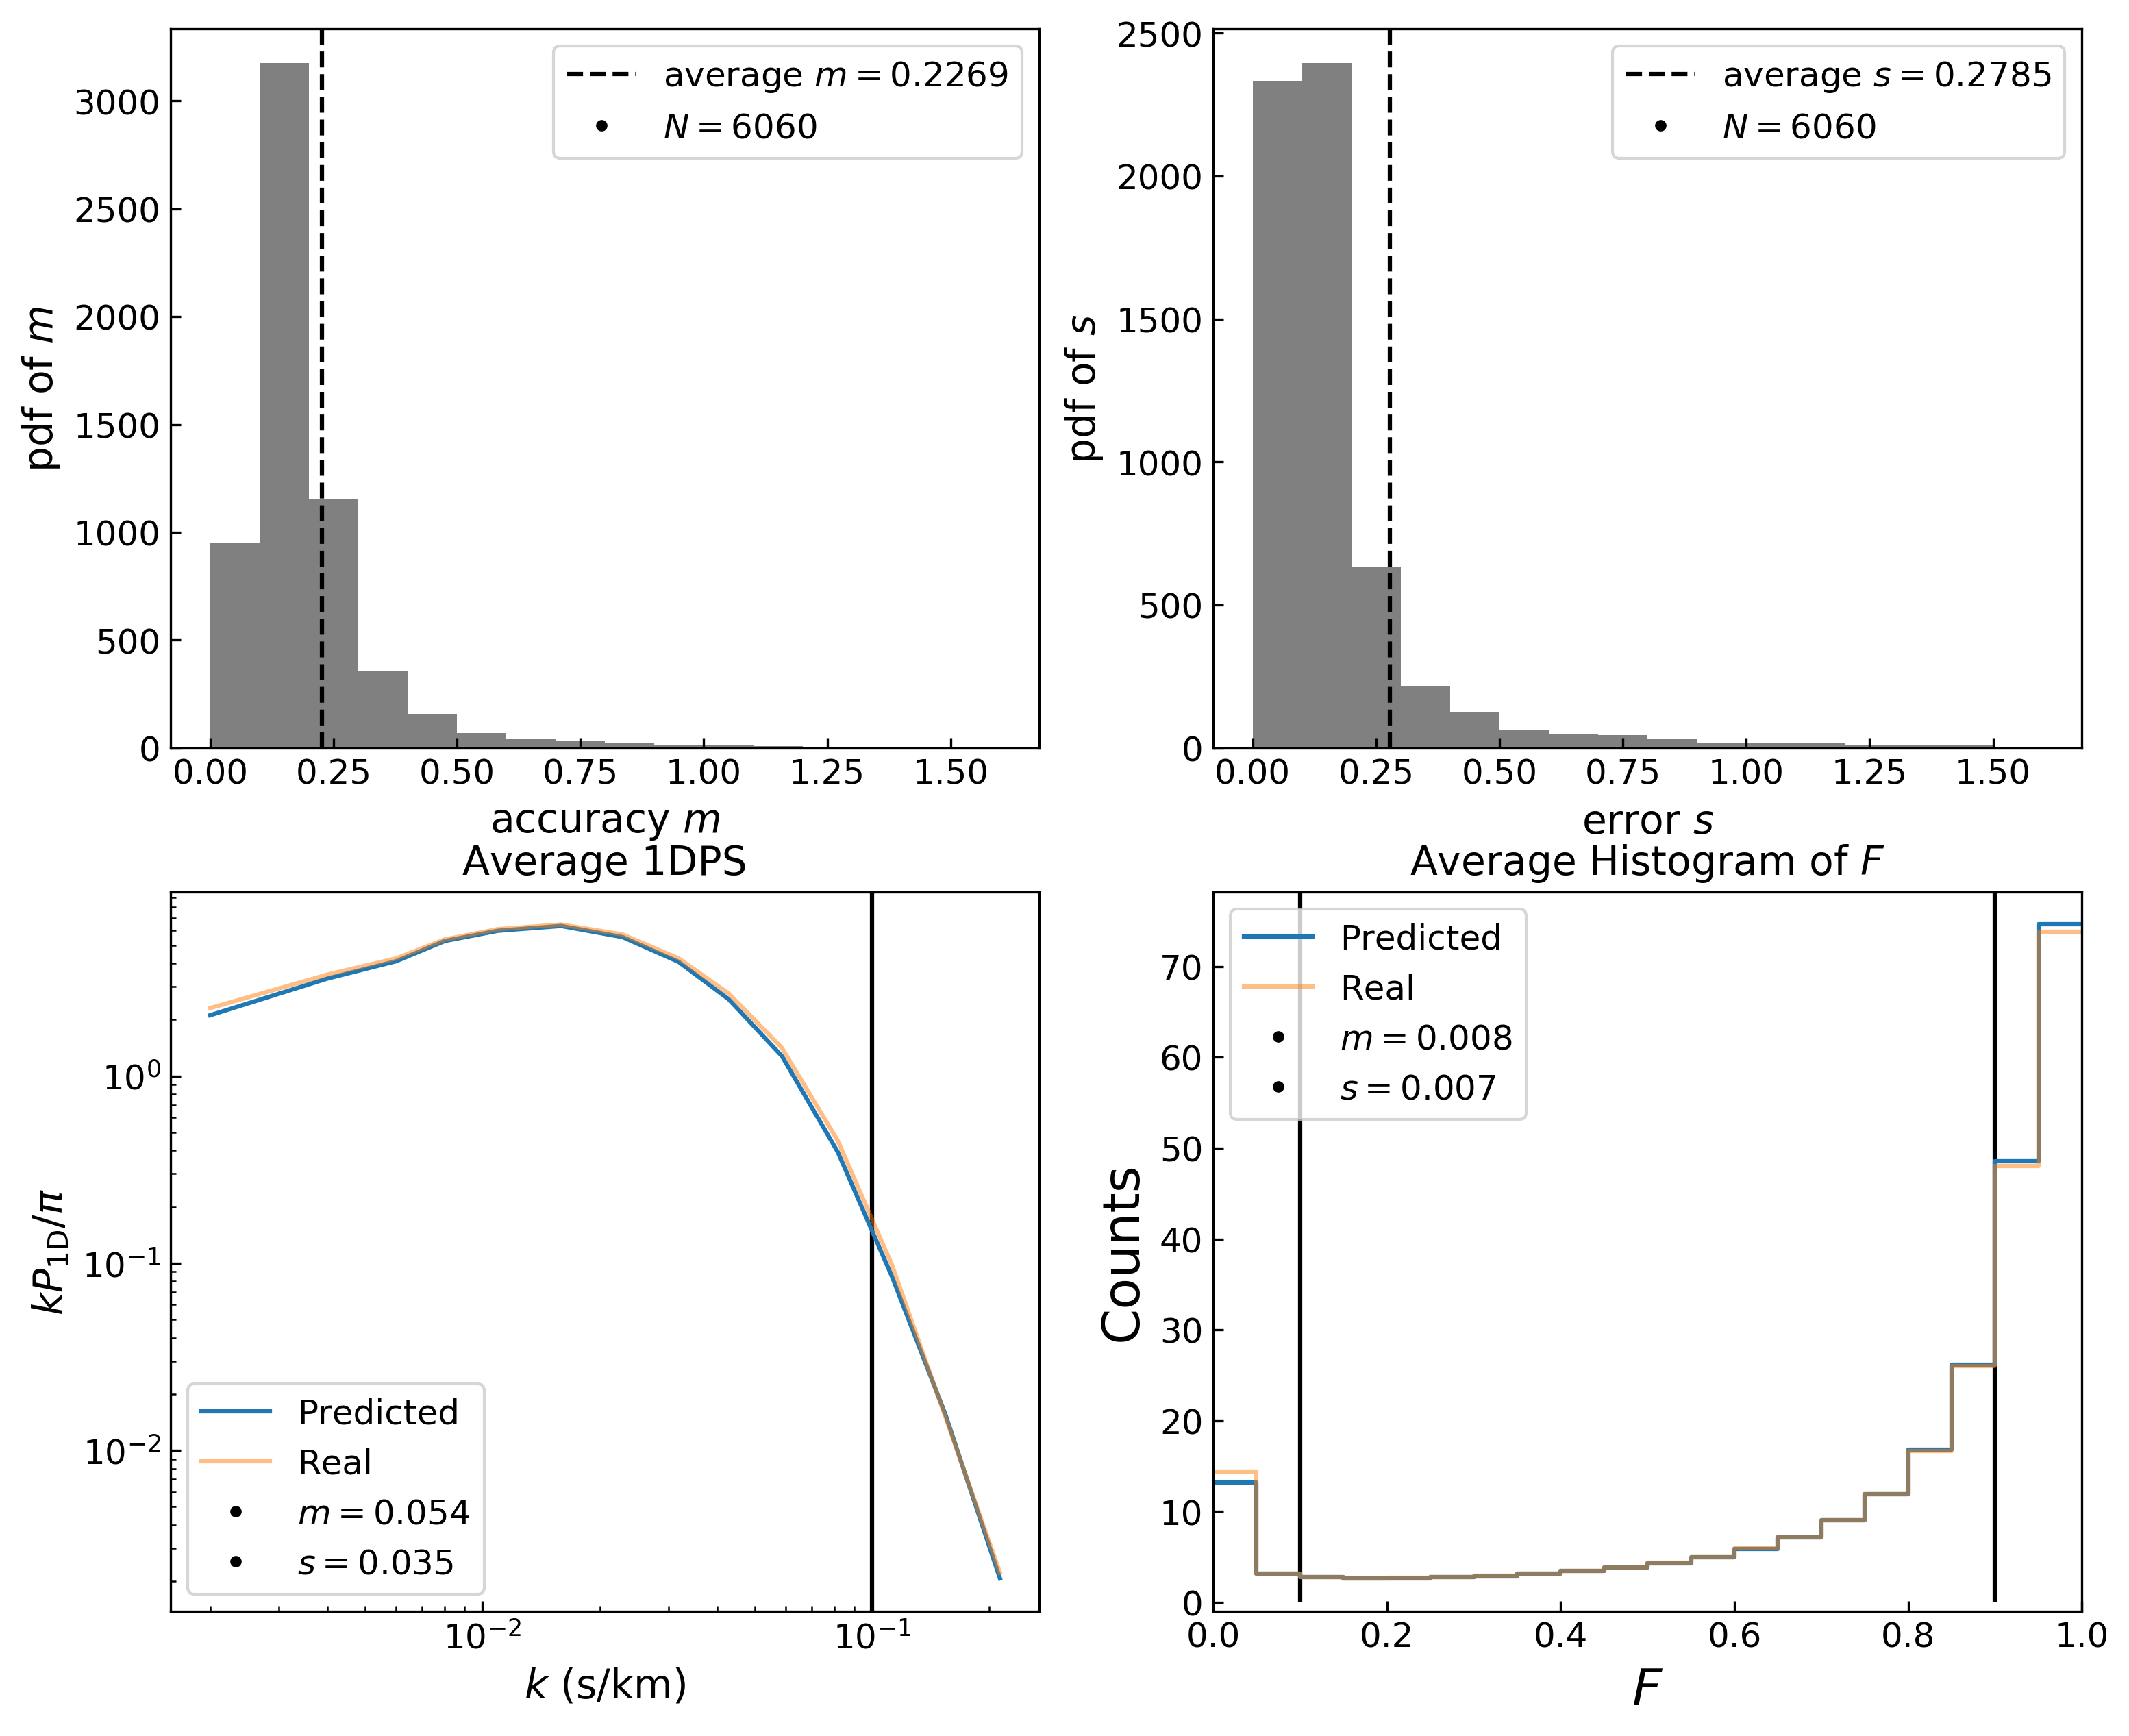 average m = 0.2269
N = 6060
3000
2500
2000
1500
1000
500
0
pdf of m
0.00 0.25 0.50 0.75 1.00 1.25 1.50
accuracy m
average s = 0.2785
N = 6060
2500
2000
1500
1000
500
0
pdf of s
0.00 0.25 0.50 0.75 1.00 1.25 1.50
error s
Average 1DPS
10⁰
10⁻¹
10⁻²
kP₁D/π
Predicted
Real
m = 0.054
s = 0.035
10⁻² 10⁻¹
k (s/km)
Average Histogram of F
Predicted
Real
m = 0.008
s = 0.007
70
60
50
40
30
20
10
0
Counts
0.0 0.2 0.4 0.6 0.8 1.0
F